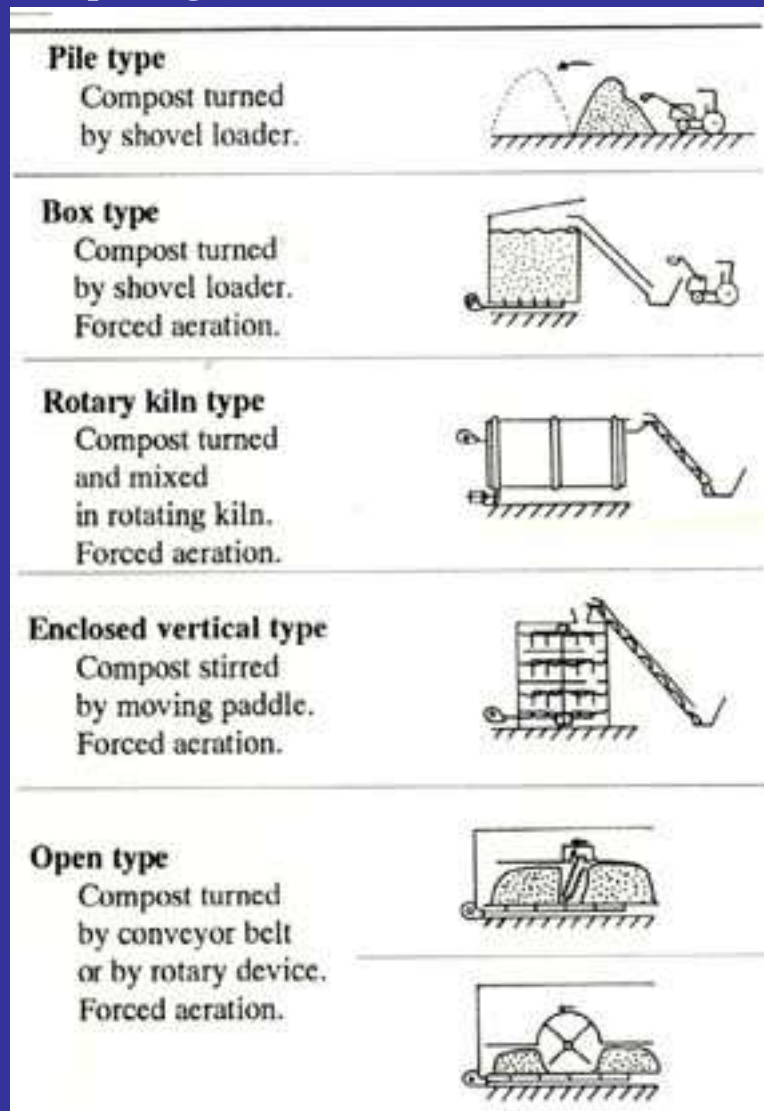 Pile type
Compost turned
by shovel loader.
Box type
Compost turned
by shovel loader.
Forced aeration.
Rotary kiln type
Compost turned
and mixed
in rotating kiln.
Forced aeration.
Enclosed vertical type
Compost stirred
by moving paddle.
Forced aeration.
Open type
Compost turned
by conveyor belt
or by rotary device.
Forced aeration.